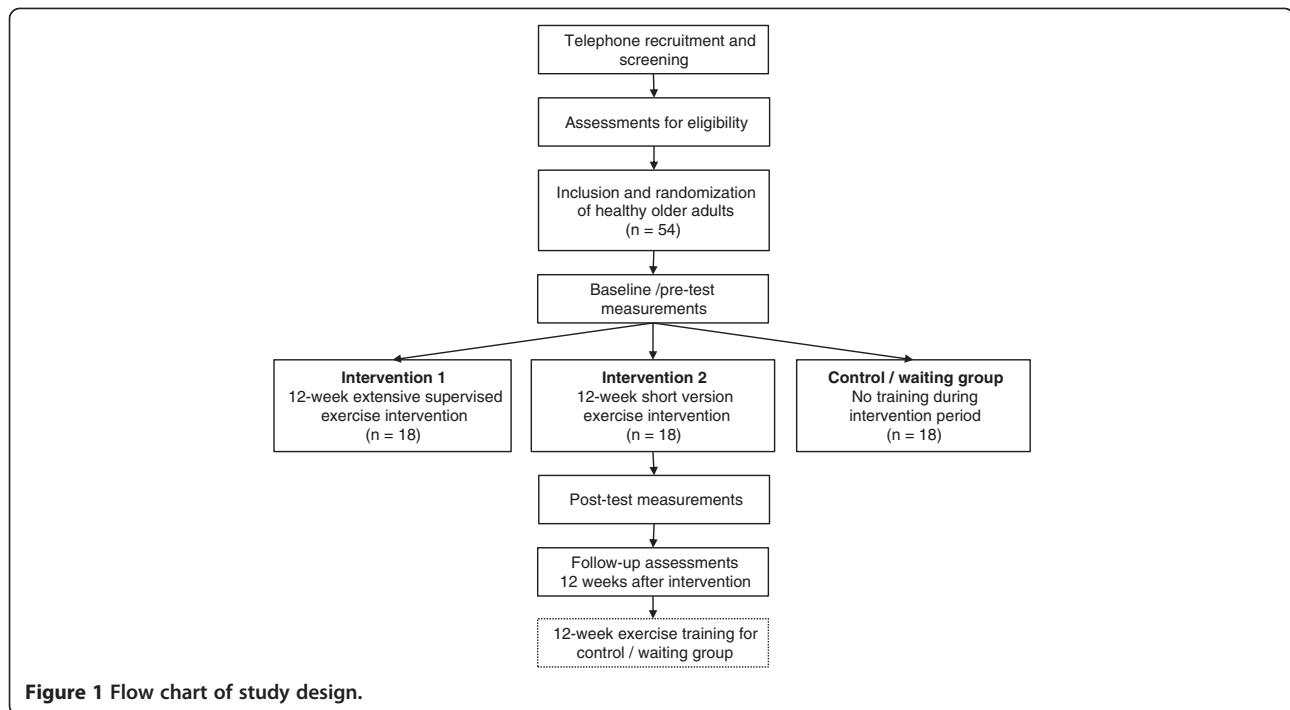 Telephone recruitment and
screening
Assessments for eligibility
Inclusion and randomization
of healthy older adults
(n = 54)
Baseline /pre-test
measurements
Intervention 1
12-week extensive supervised
exercise intervention
(n = 18)
Intervention 2
12-week short version
exercise intervention
(n = 18)
Control / waiting group
No training during
intervention period
(n = 18)
Post-test measurements
Follow-up assessments
12 weeks after intervention
12-week exercise training for
control / waiting group
Figure 1 Flow chart of study design.